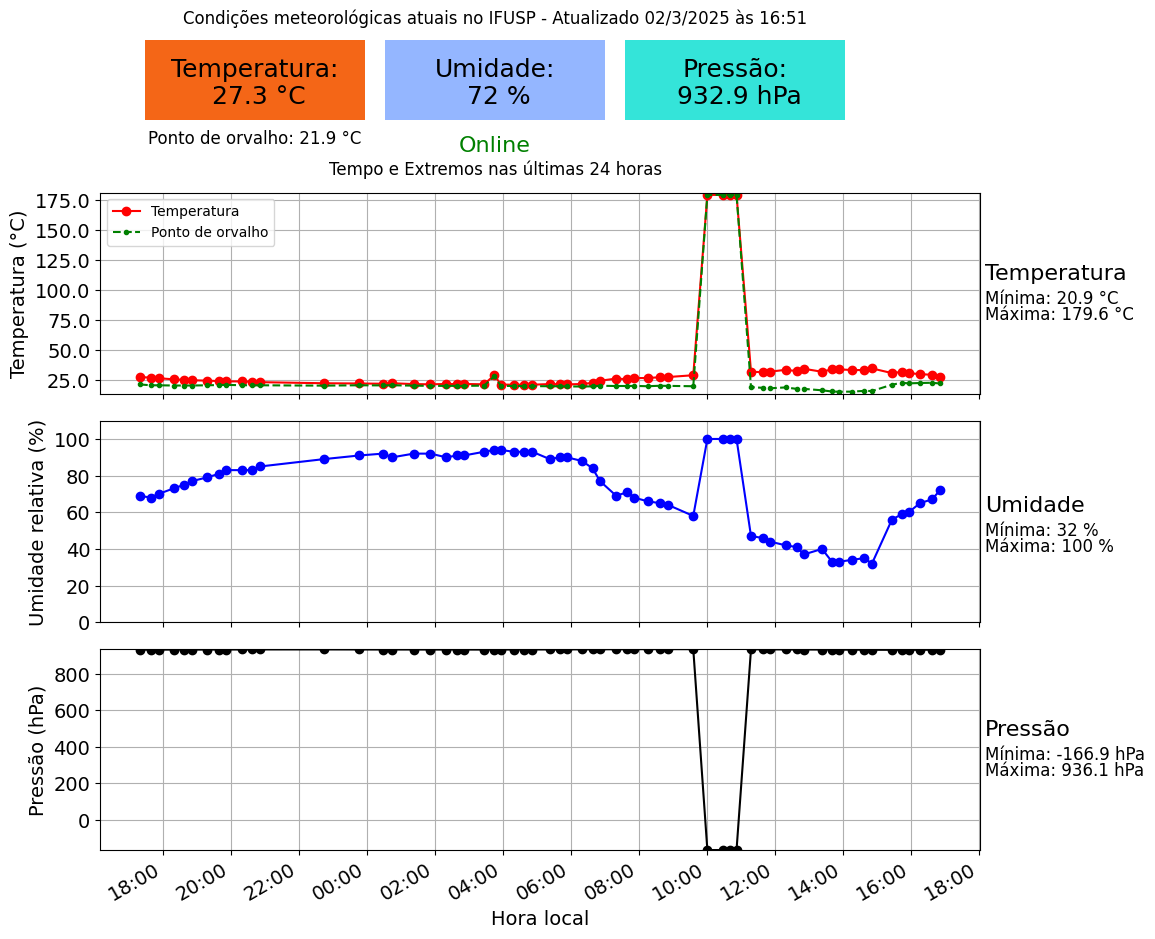 Condições meteorológicas atuais no IFUSP - Atualizado 02/3/2025 às 16:51
Temperatura:
27.3 °C
Umidade:
72 %
Pressão:
932.9 hPa
Ponto de orvalho: 21.9 °C
Online
Tempo e Extremos nas últimas 24 horas
Temperatura (°C)
175.0
150.0
125.0
100.0
75.0
50.0
25.0
Temperatura
Ponto de orvalho
Temperatura
Mínima: 20.9 °C
Máxima: 179.6 °C
Umidade relativa (%)
100
80
60
40
20
0
Umidade
Mínima: 32 %
Máxima: 100 %
Pressão (hPa)
800
600
400
200
0
Pressão
Mínima: -166.9 hPa
Máxima: 936.1 hPa
18:00 20:00 22:00 00:00 02:00 04:00 06:00 08:00 10:00 12:00 14:00 16:00 18:00
Hora local